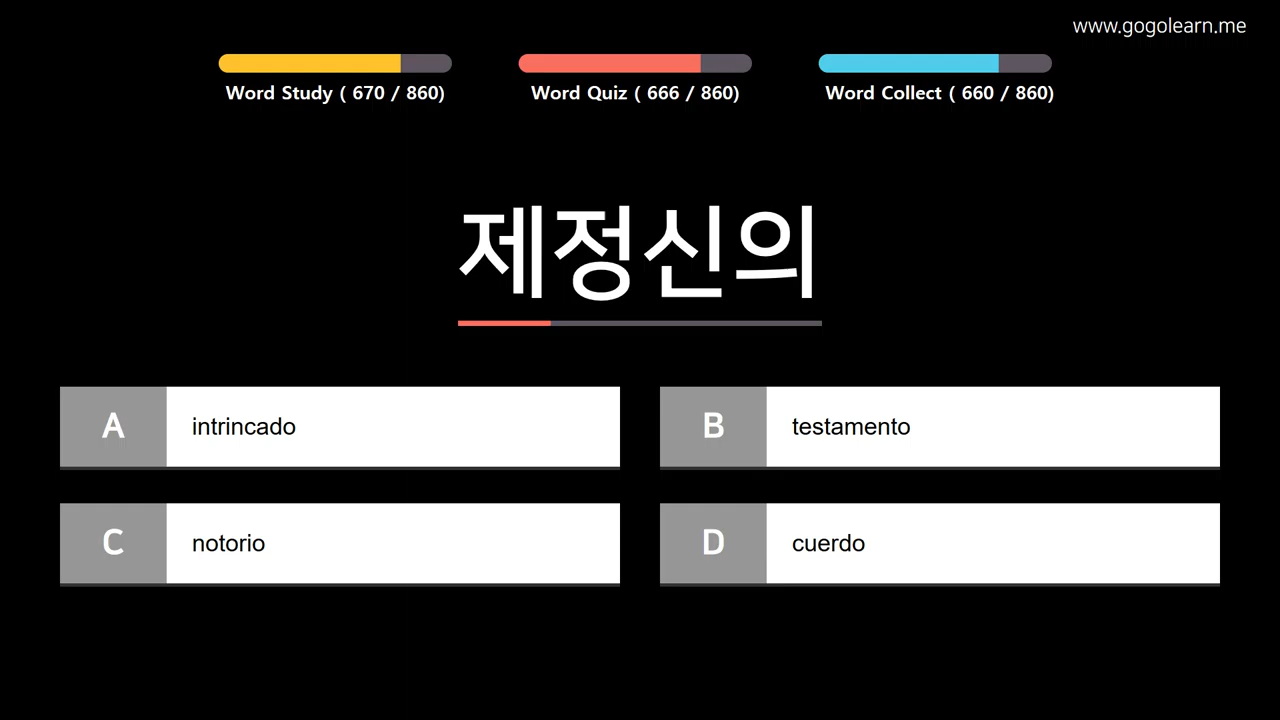 www.gogolearn.me
Word Study ( 670 / 860)
Word Quiz ( 666 / 860)
Word Collect ( 660 / 860)
제정신의
A intrincado
B testamento
C notorio
D cuerdo